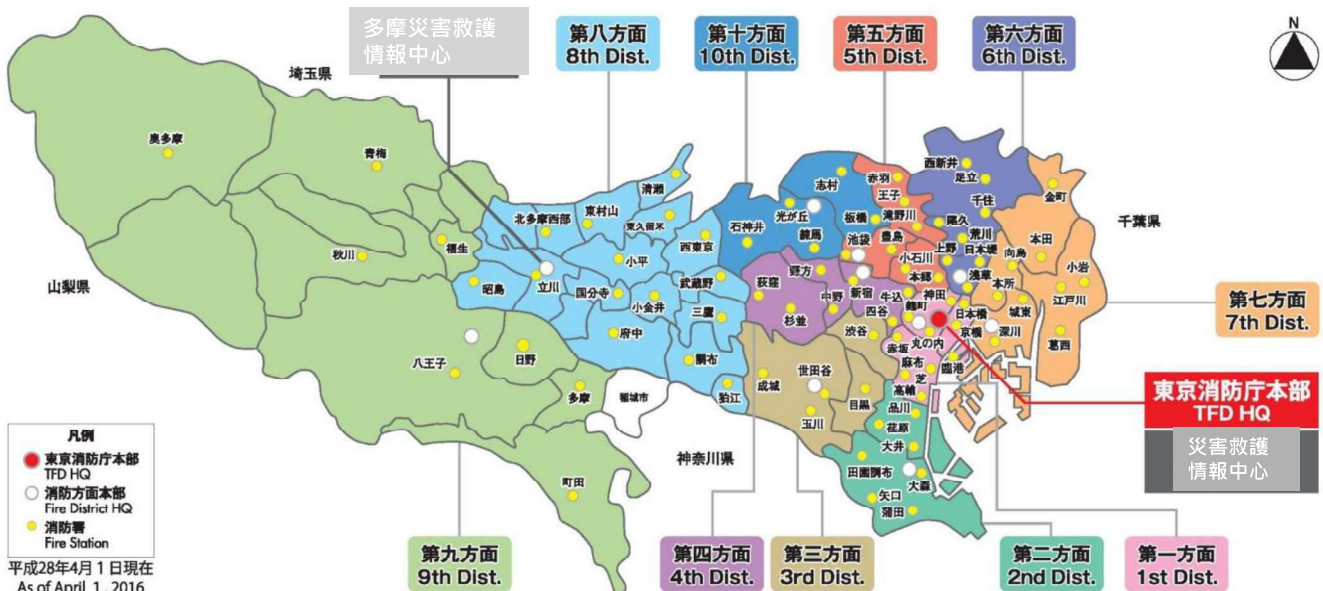 多摩災害救護
情報中心
第八方面
8th Dist.
第十方面
10th Dist.
第五方面
5th Dist.
第六方面
6th Dist.
N
埼玉県
奥多摩
青梅
清瀬
志村
赤羽
西新井
足立
王子
金町
北多摩西部
東村山
東久留米
光が丘
板橋
滝野川
千住
尾久
千葉県
西東京
石神井
練馬
池袋
豊島
荒川
上野
日本堤
向島
本田
福生
秋川
小平
荻窪
野方
小石川
本郷
浅草
本所
小岩
山梨県
昭島
立川
国分寺
小金井
武蔵野
三鷹
杉並
中野
新宿
牛込
四谷
麴町
神田
日本橋
城東
江戸川
第七方面
7th Dist.
府中
渋谷
赤坂
丸の内
京橋
深川
葛西
八王子
日野
調布
成城
世田谷
麻布
芝
臨港
多摩
稲城市
狛江
目黒
高輪
品川
東京消防庁本部
TFD HQ
玉川
荏原
災害救護
情報中心
凡例
東京消防庁本部
TFD HQ
消防方面本部
Fire District HQ
消防署
Fire Station
平成28年4月1日現在
As of April 1, 2016
神奈川県
大井
田園調布
大森
町田
矢口
蒲田
第九方面
9th Dist.
第四方面
4th Dist.
第三方面
3rd Dist.
第二方面
2nd Dist.
第一方面
1st Dist.